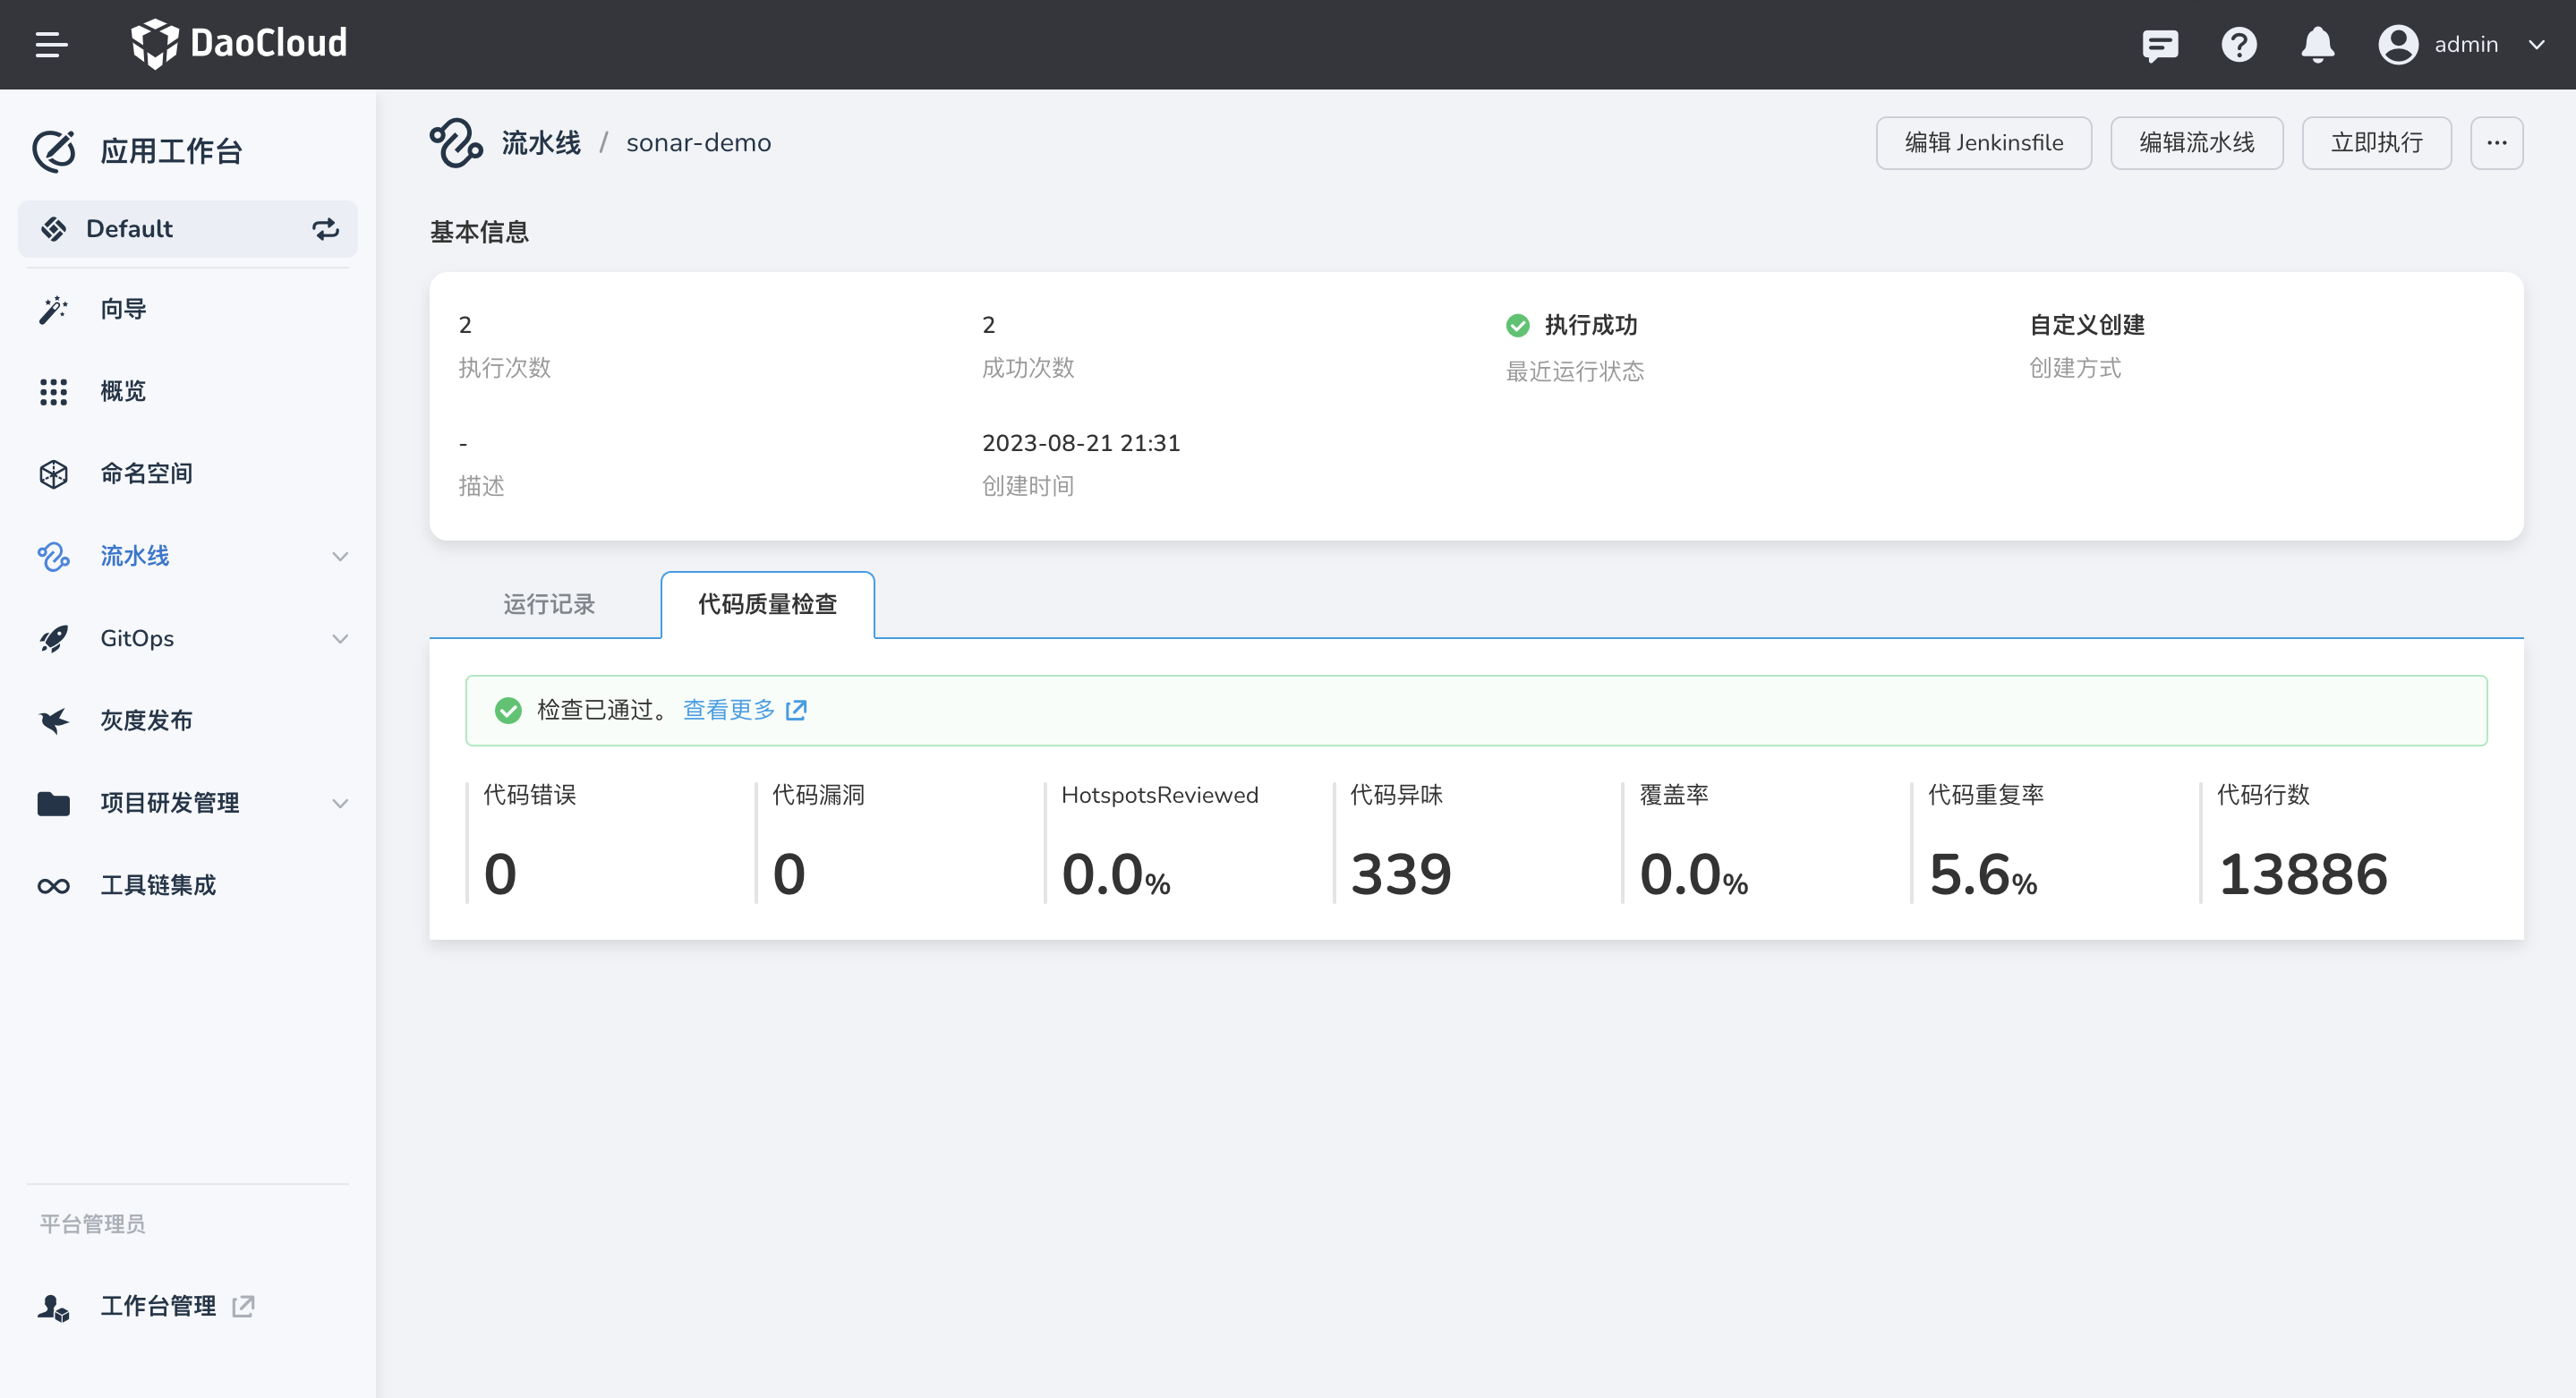 DaoCloud
admin
应用工作台
Default
向导
概览
命名空间
流水线
GitOps
灰度发布
项目研发管理
工具链集成
平台管理员
工作台管理
流水线 / sonar-demo
编辑 Jenkinsfile
编辑流水线
立即执行
基本信息
2
执行次数
2
成功次数
执行成功
最近运行状态
自定义创建
创建方式
-
描述
2023-08-21 21:31
创建时间
运行记录
代码质量检查
检查已通过。 查看更多
代码错误
0
代码漏洞
0
HotspotsReviewed
0.0%
代码异味
339
覆盖率
0.0%
代码重复率
5.6%
代码行数
13886